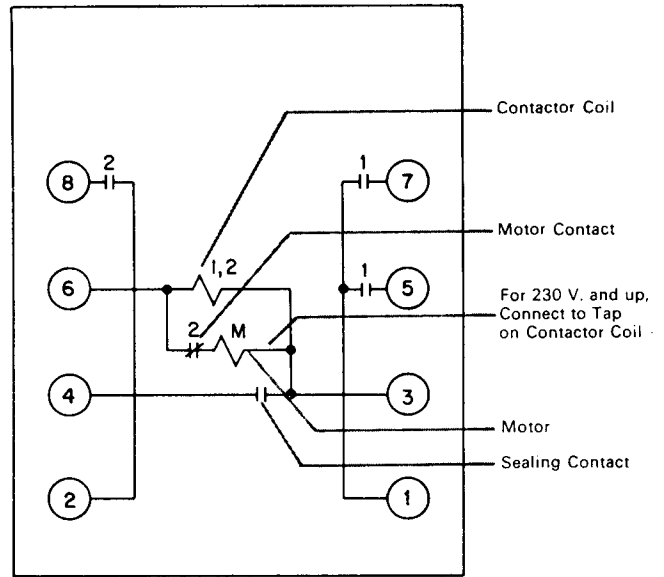 Contactor Coil
2
1
8
7
Motor Contact
6
1,2
1
5
For 230 V. and up,
Connect to Tap
on Contactor Coil
2
M
4
3
Motor
Sealing Contact
2
1